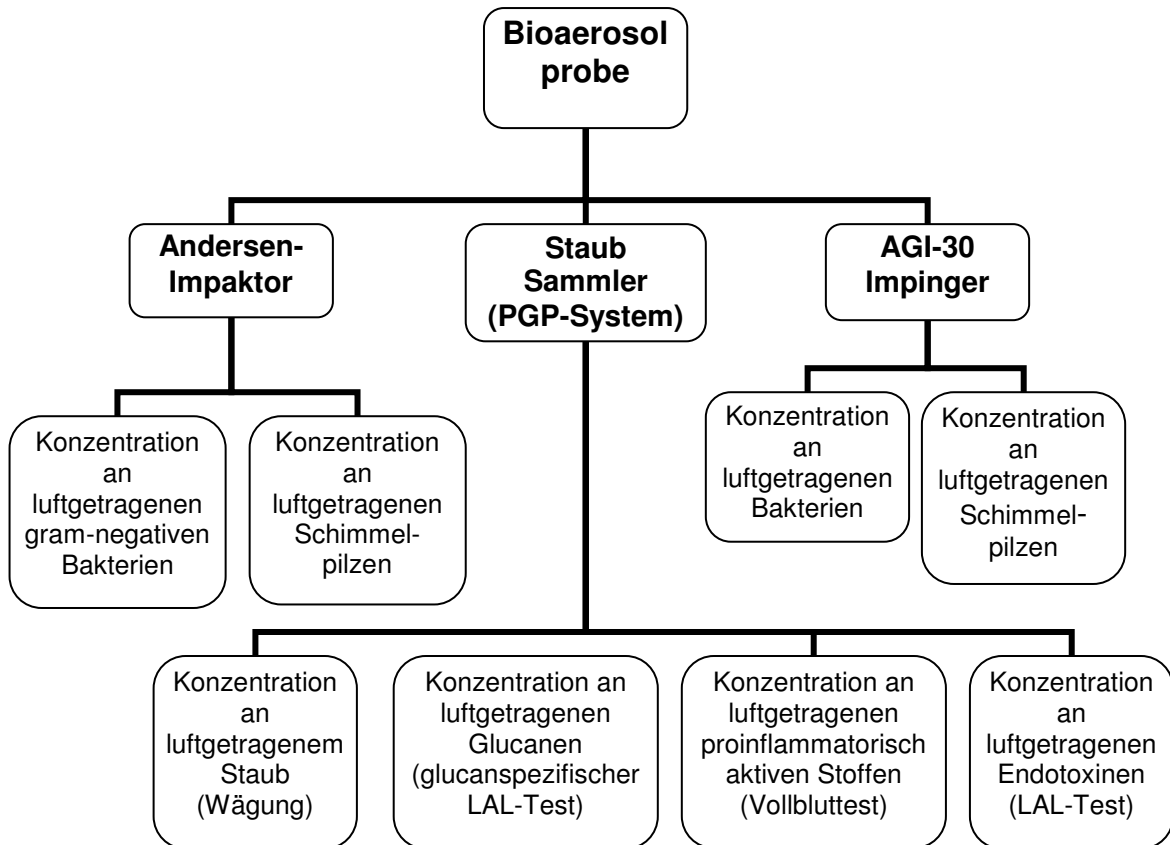 Bioaerosol
probe
Andersen-
Impaktor
Staub
Sammler
(PGP-System)
AGI-30
Impinger
Konzentration
an
luftgetragenen
gram-negativen
Bakterien
Konzentration
an
luftgetragenen
Schimmel-
pilzen
Konzentration
an
luftgetragenen
Bakterien
Konzentration
an
luftgetragenen
Schimmel-
pilzen
Konzentration
an
luftgetragenem
Staub
(Wägung)
Konzentration an
luftgetragenen
Glucanen
(glucanspezifischer
LAL-Test)
Konzentration an
luftgetragenen
proinflammatorisch
aktiven Stoffen
(Vollbluttest)
Konzentration
an
luftgetragenen
Endotoxinen
(LAL-Test)